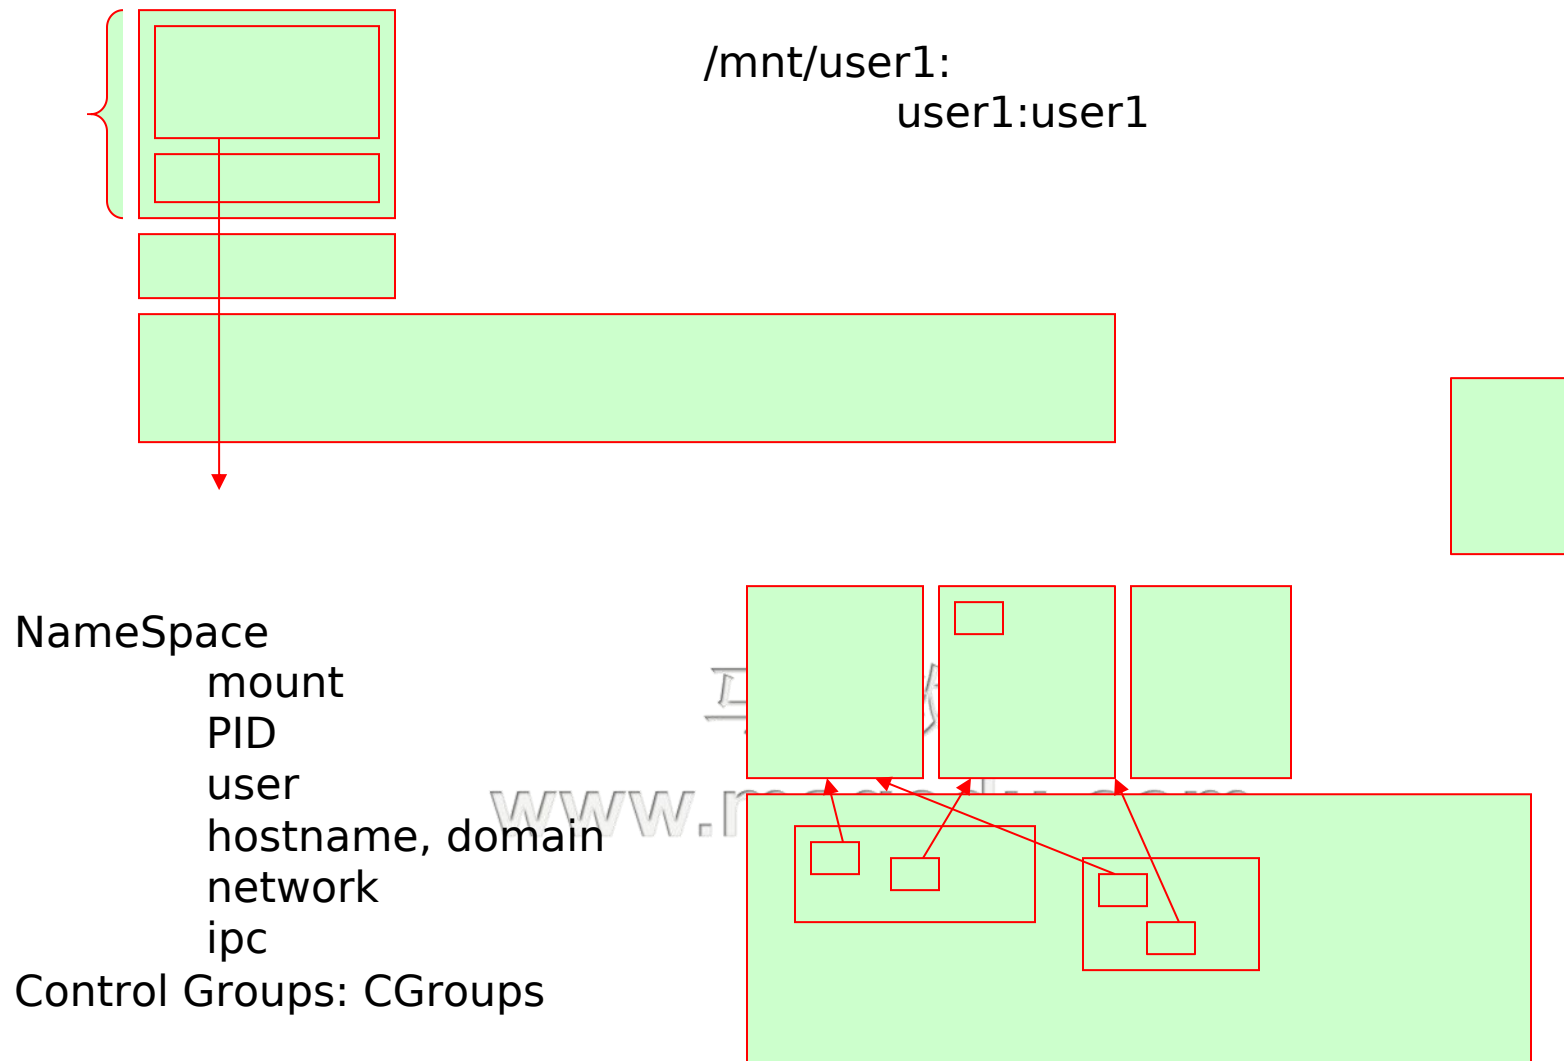 /mnt/user1:
user1:user1
NameSpace
mount
PID
user
hostname, domain
network
ipc
Control Groups: CGroups